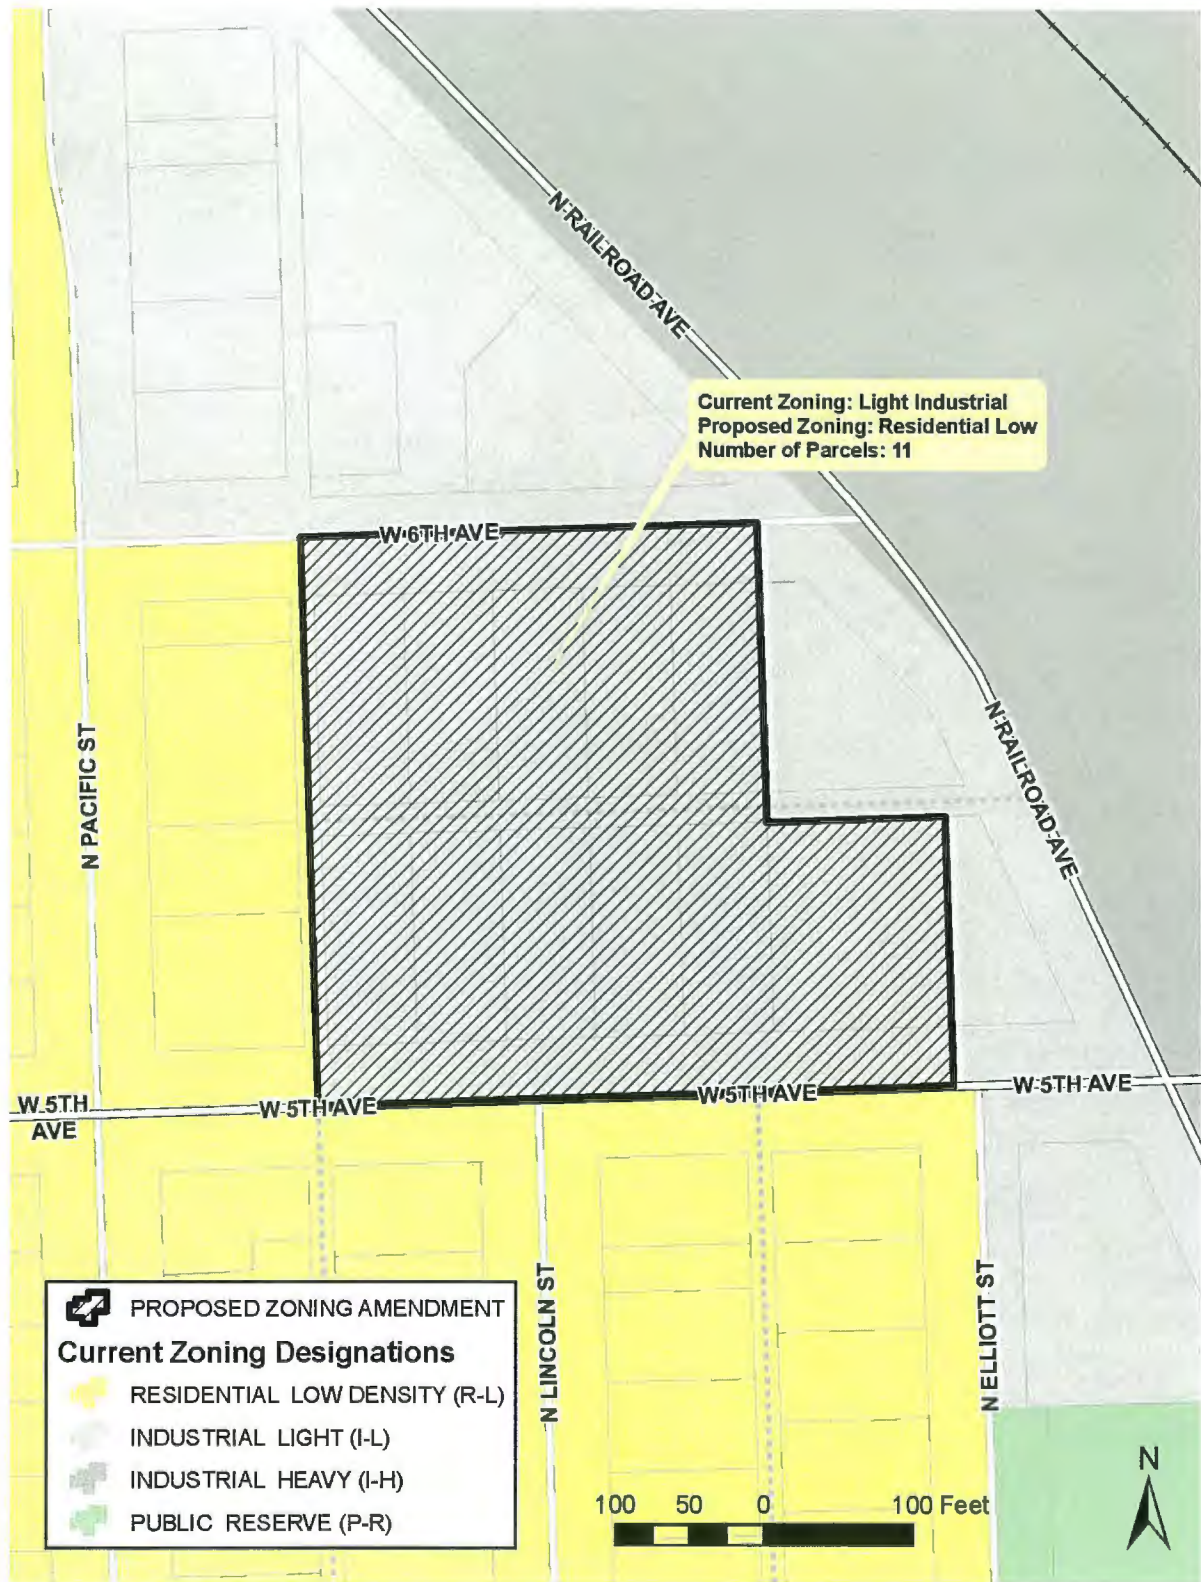 N RAILROAD AVE
Current Zoning: Light Industrial
Proposed Zoning: Residential Low
Number of Parcels: 11
W 6TH AVE
N PACIFIC ST
N RAILROAD AVE
W 5TH
AVE
W 5TH AVE
W 5TH AVE
W 5TH AVE
N LINCOLN ST
N ELLIOTT ST
PROPOSED ZONING AMENDMENT
Current Zoning Designations
RESIDENTIAL LOW DENSITY (R-L)
INDUSTRIAL LIGHT (I-L)
INDUSTRIAL HEAVY (I-H)
PUBLIC RESERVE (P-R)
100 50 0 100 Feet
N